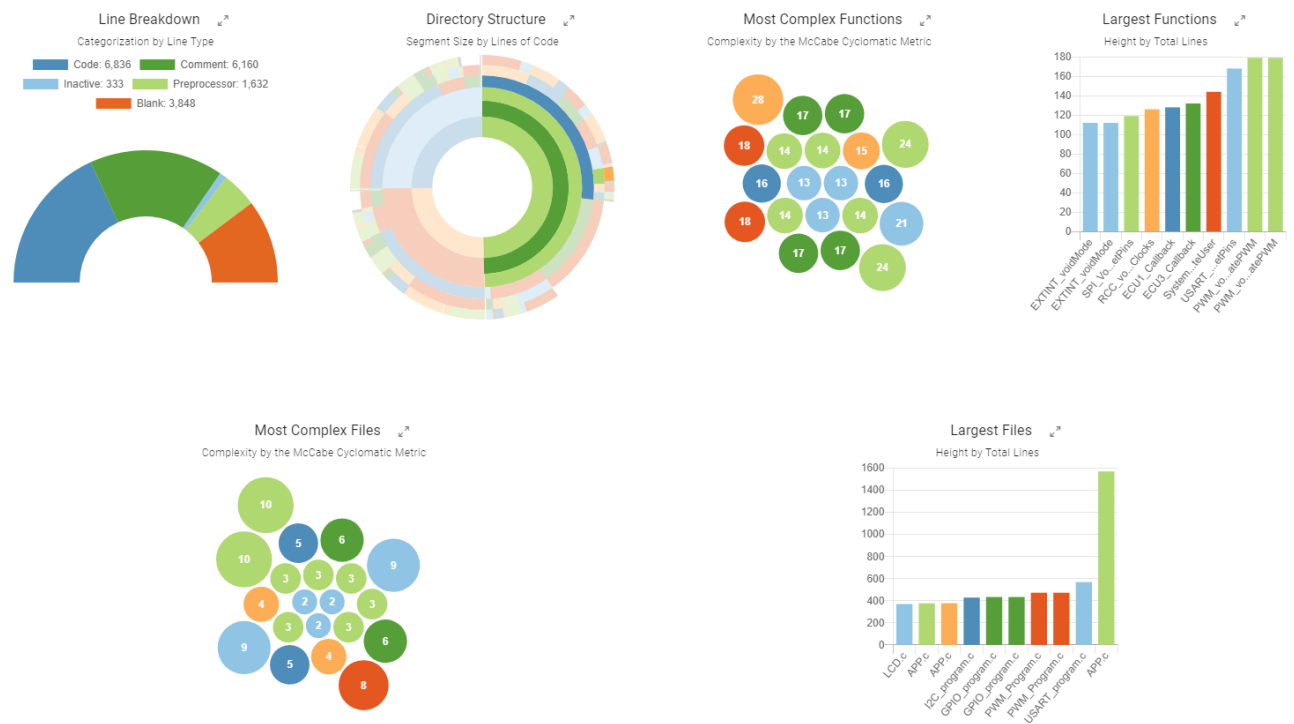 Line Breakdown
Categorization by Line Type
Code: 6,836 Comment: 6,160
Inactive: 333 Preprocessor: 1,632
Blank: 3,848
Directory Structure
Segment Size by Lines of Code
Most Complex Functions
Complexity by the McCabe Cyclomatic Metric
28
17 17
18 14 14 15 24
16 13 13 16
18 14 13 14 21
17 17
24
Largest Functions
Height by Total Lines
180
160
140
120
100
80
60
40
20
0
EXTINT_voidMode
EXTINT_voidMode
SPI_Vo...etPins
RCC_vo...Clocks
ECU1_Callback
ECU3_Callback
System...teUser
USART_...etPins
PWM_vo...atePWM
PWM_vo...atePWM
Most Complex Files
Complexity by the McCabe Cyclomatic Metric
10
5 6
10 9
3 3 3
4 2 2 3
3 2 3
9 5 4 6
8
Largest Files
Height by Total Lines
1600
1400
1200
1000
800
600
400
200
0
LCD.c
APP.c
APP.c
I2C_program.c
GPIO_program.c
GPIO_program.c
PWM_Program.c
PWM_Program.c
USART_program.c
APP.c